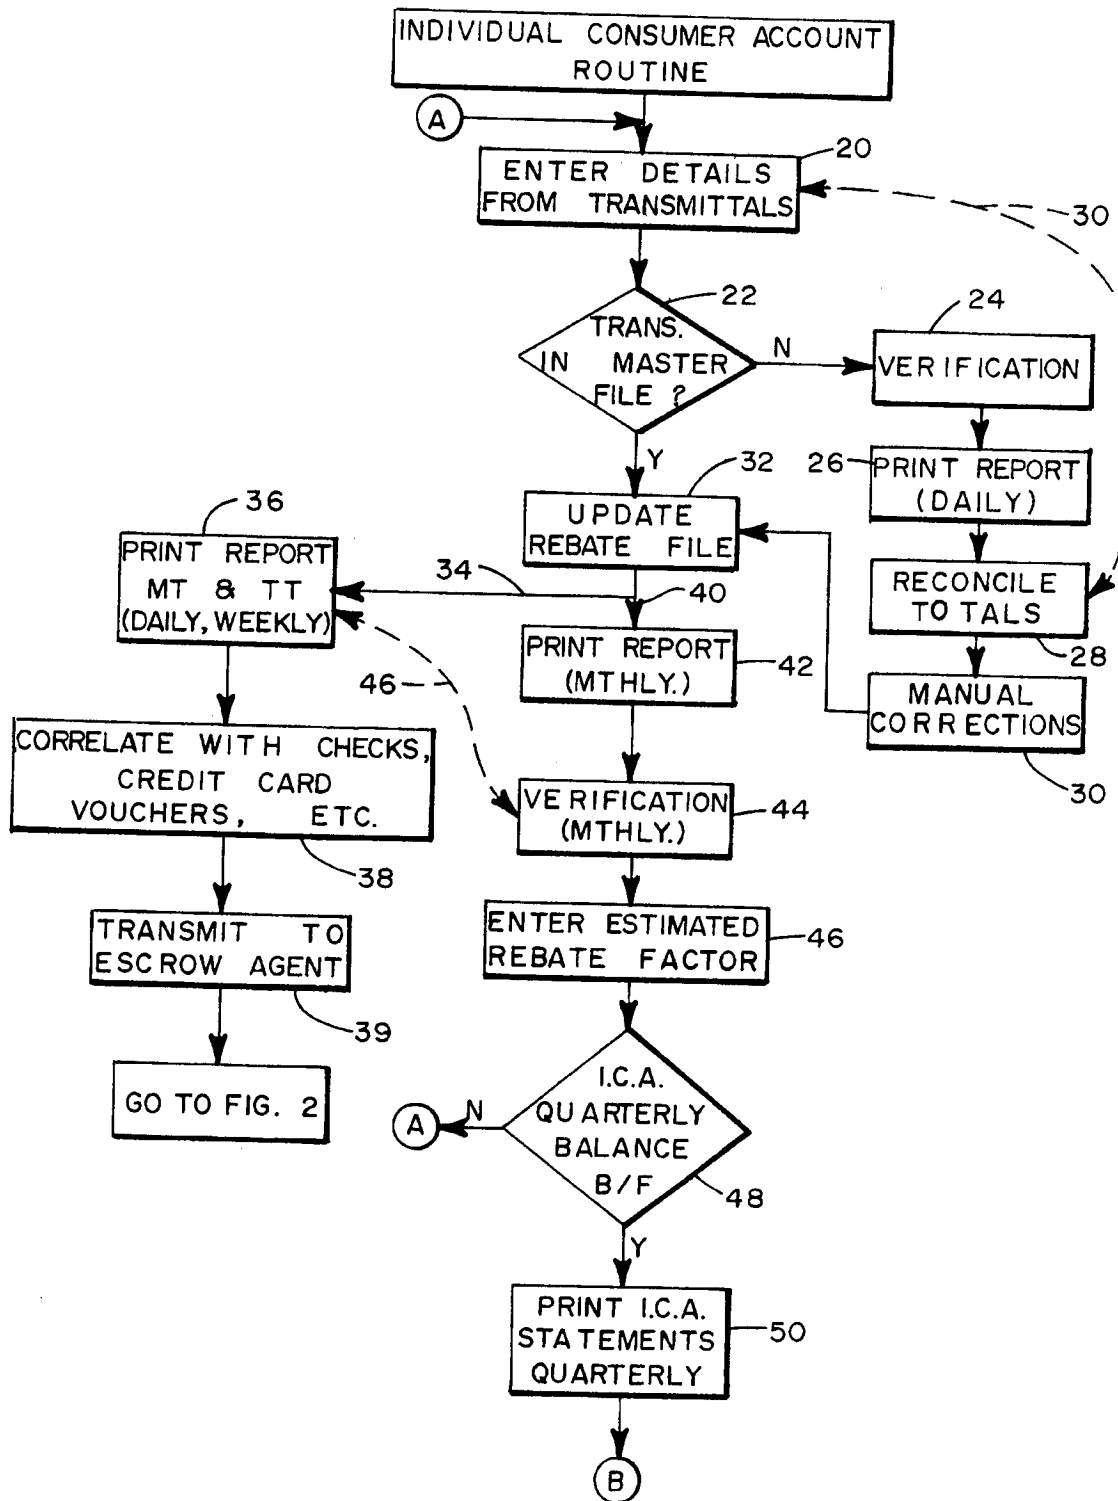 INDIVIDUAL CONSUMER ACCOUNT
ROUTINE
A
20
ENTER DETAILS
FROM TRANSMITTALS
30
22
TRANS.
IN MASTER
FILE ?
N
24
VERIFICATION
Y
32
26
PRINT REPORT
(DAILY)
36
UPDATE
REBATE FILE
PRINT REPORT
MT & TT
(DAILY, WEEKLY)
34
40
RECONCILE
TO TALS
28
PRINT REPORT
(MTHLY.)
42
46
MANUAL
CORRECTIONS
30
CORRELATE WITH CHECKS,
CREDIT CARD
VOUCHERS, ETC.
38
VERIFICATION
(MTHLY.)
44
TRANSMIT TO
ESCROW AGENT
39
ENTER ESTIMATED
REBATE FACTOR
46
GO TO FIG. 2
A
N
I.C.A.
QUARTERLY
BALANCE
B/F
48
Y
PRINT I.C.A.
STATEMENTS
QUARTERLY
50
B